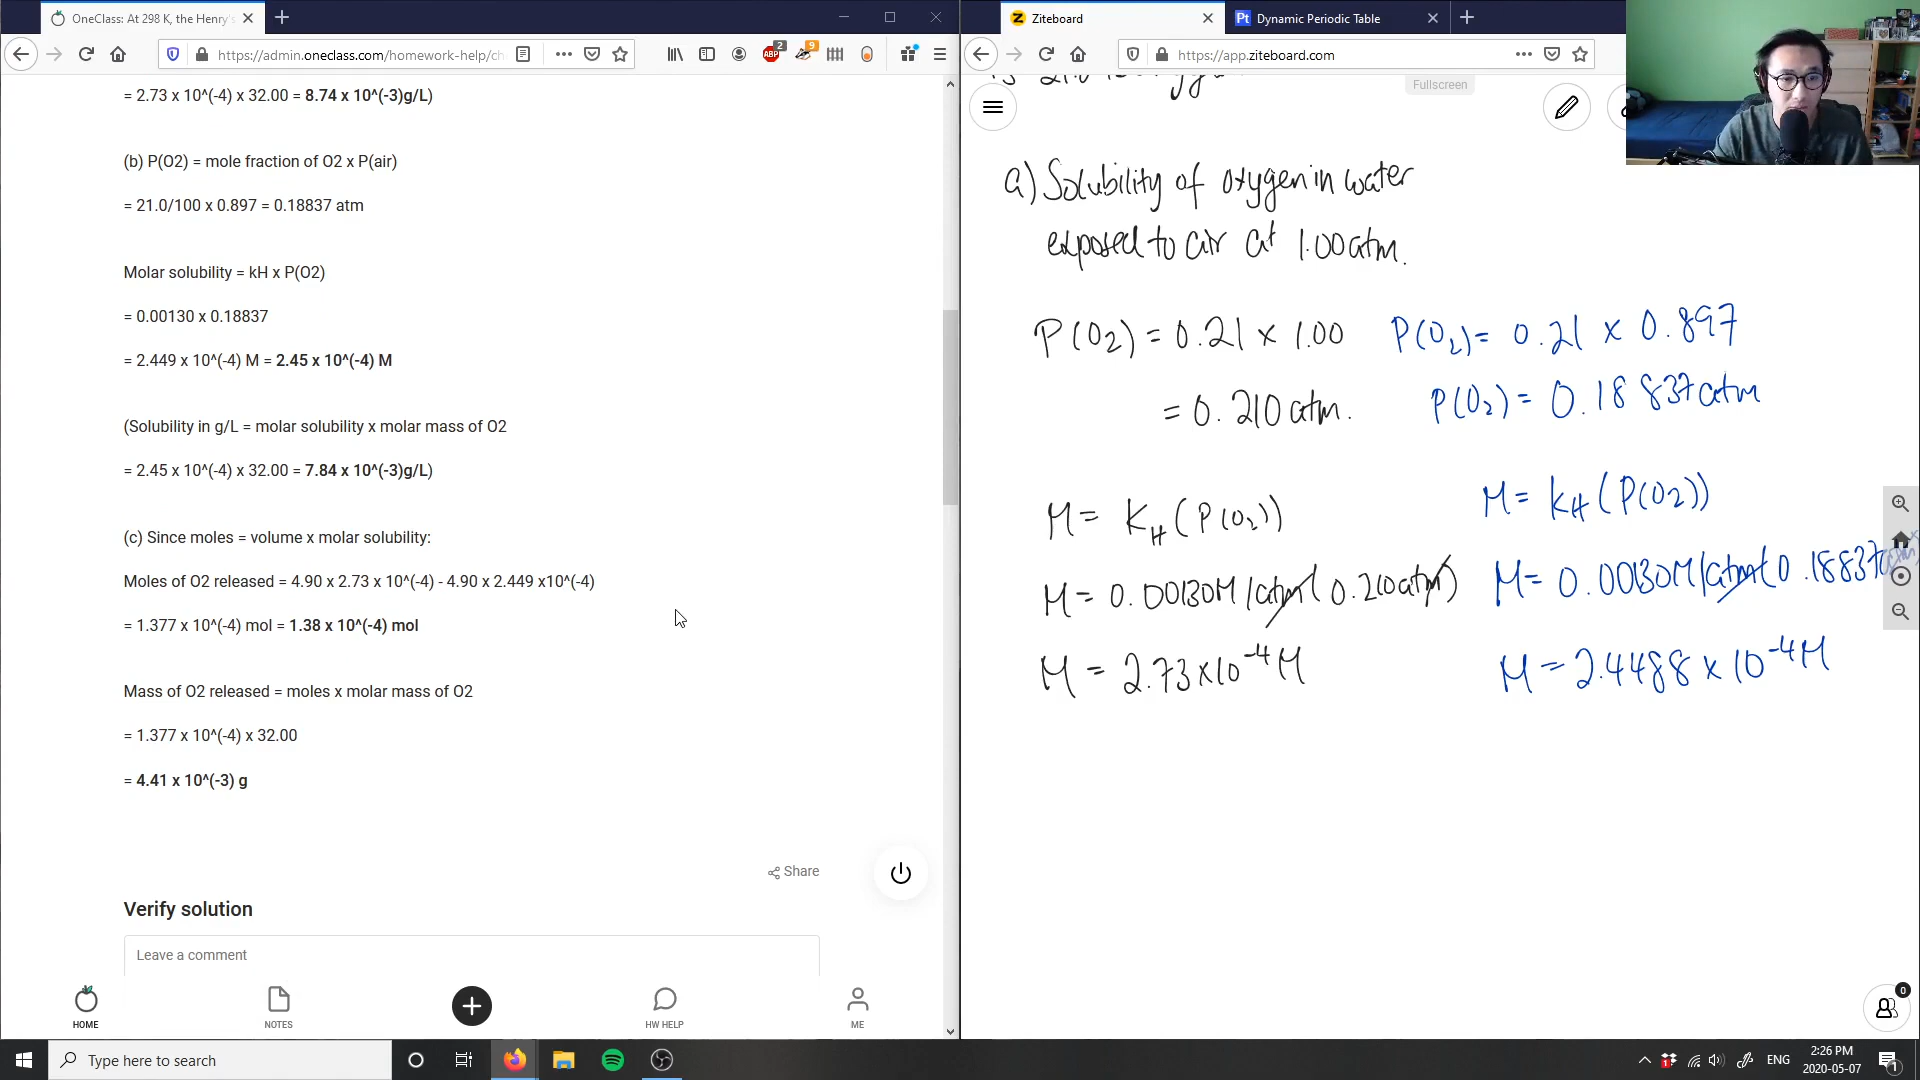 OneClass: At 298 K, the Henry's
https://admin.oneclass.com/homework-help/ch
ABP
2
9
= 2.73 x 10^(-4) x 32.00 = 8.74 x 10^(-3)g/L)
(b) P(O2) = mole fraction of O2 x P(air)
= 21.0/100 x 0.897 = 0.18837 atm
Molar solubility = kH x P(O2)
= 0.00130 x 0.18837
= 2.449 x 10^(-4) M = 2.45 x 10^(-4) M
(Solubility in g/L = molar solubility x molar mass of O2
= 2.45 x 10^(-4) x 32.00 = 7.84 x 10^(-3)g/L)
(c) Since moles = volume x molar solubility:
Moles of O2 released = 4.90 x 2.73 x 10^(-4) - 4.90 x 2.449 x10^(-4)
= 1.377 x 10^(-4) mol = 1.38 x 10^(-4) mol
Mass of O2 released = moles x molar mass of O2
= 1.377 x 10^(-4) x 32.00
= 4.41 x 10^(-3) g
Share
Verify solution
Leave a comment
HOME
NOTES
HW HELP
ME
Z Ziteboard
Pt Dynamic Periodic Table
https://app.ziteboard.com
Fullscreen
a) Solubility of oxygen in water
exposed to air at 1.00 atm.
P(O2) = 0.21 x 1.00
= 0.210 atm.
M = KH (P(O2))
M = 0.00130M/atm (0.210atm)
M = 2.73 x 10^-4 M
P(O2) = 0.21 x 0.897
P(O2) = 0.18837 atm
M = KH (P(O2))
M = 0.00130M/atm (0.18837
M = 2.4488 x 10^-4 M
0
Type here to search
ENG
2:26 PM
2020-05-07
1